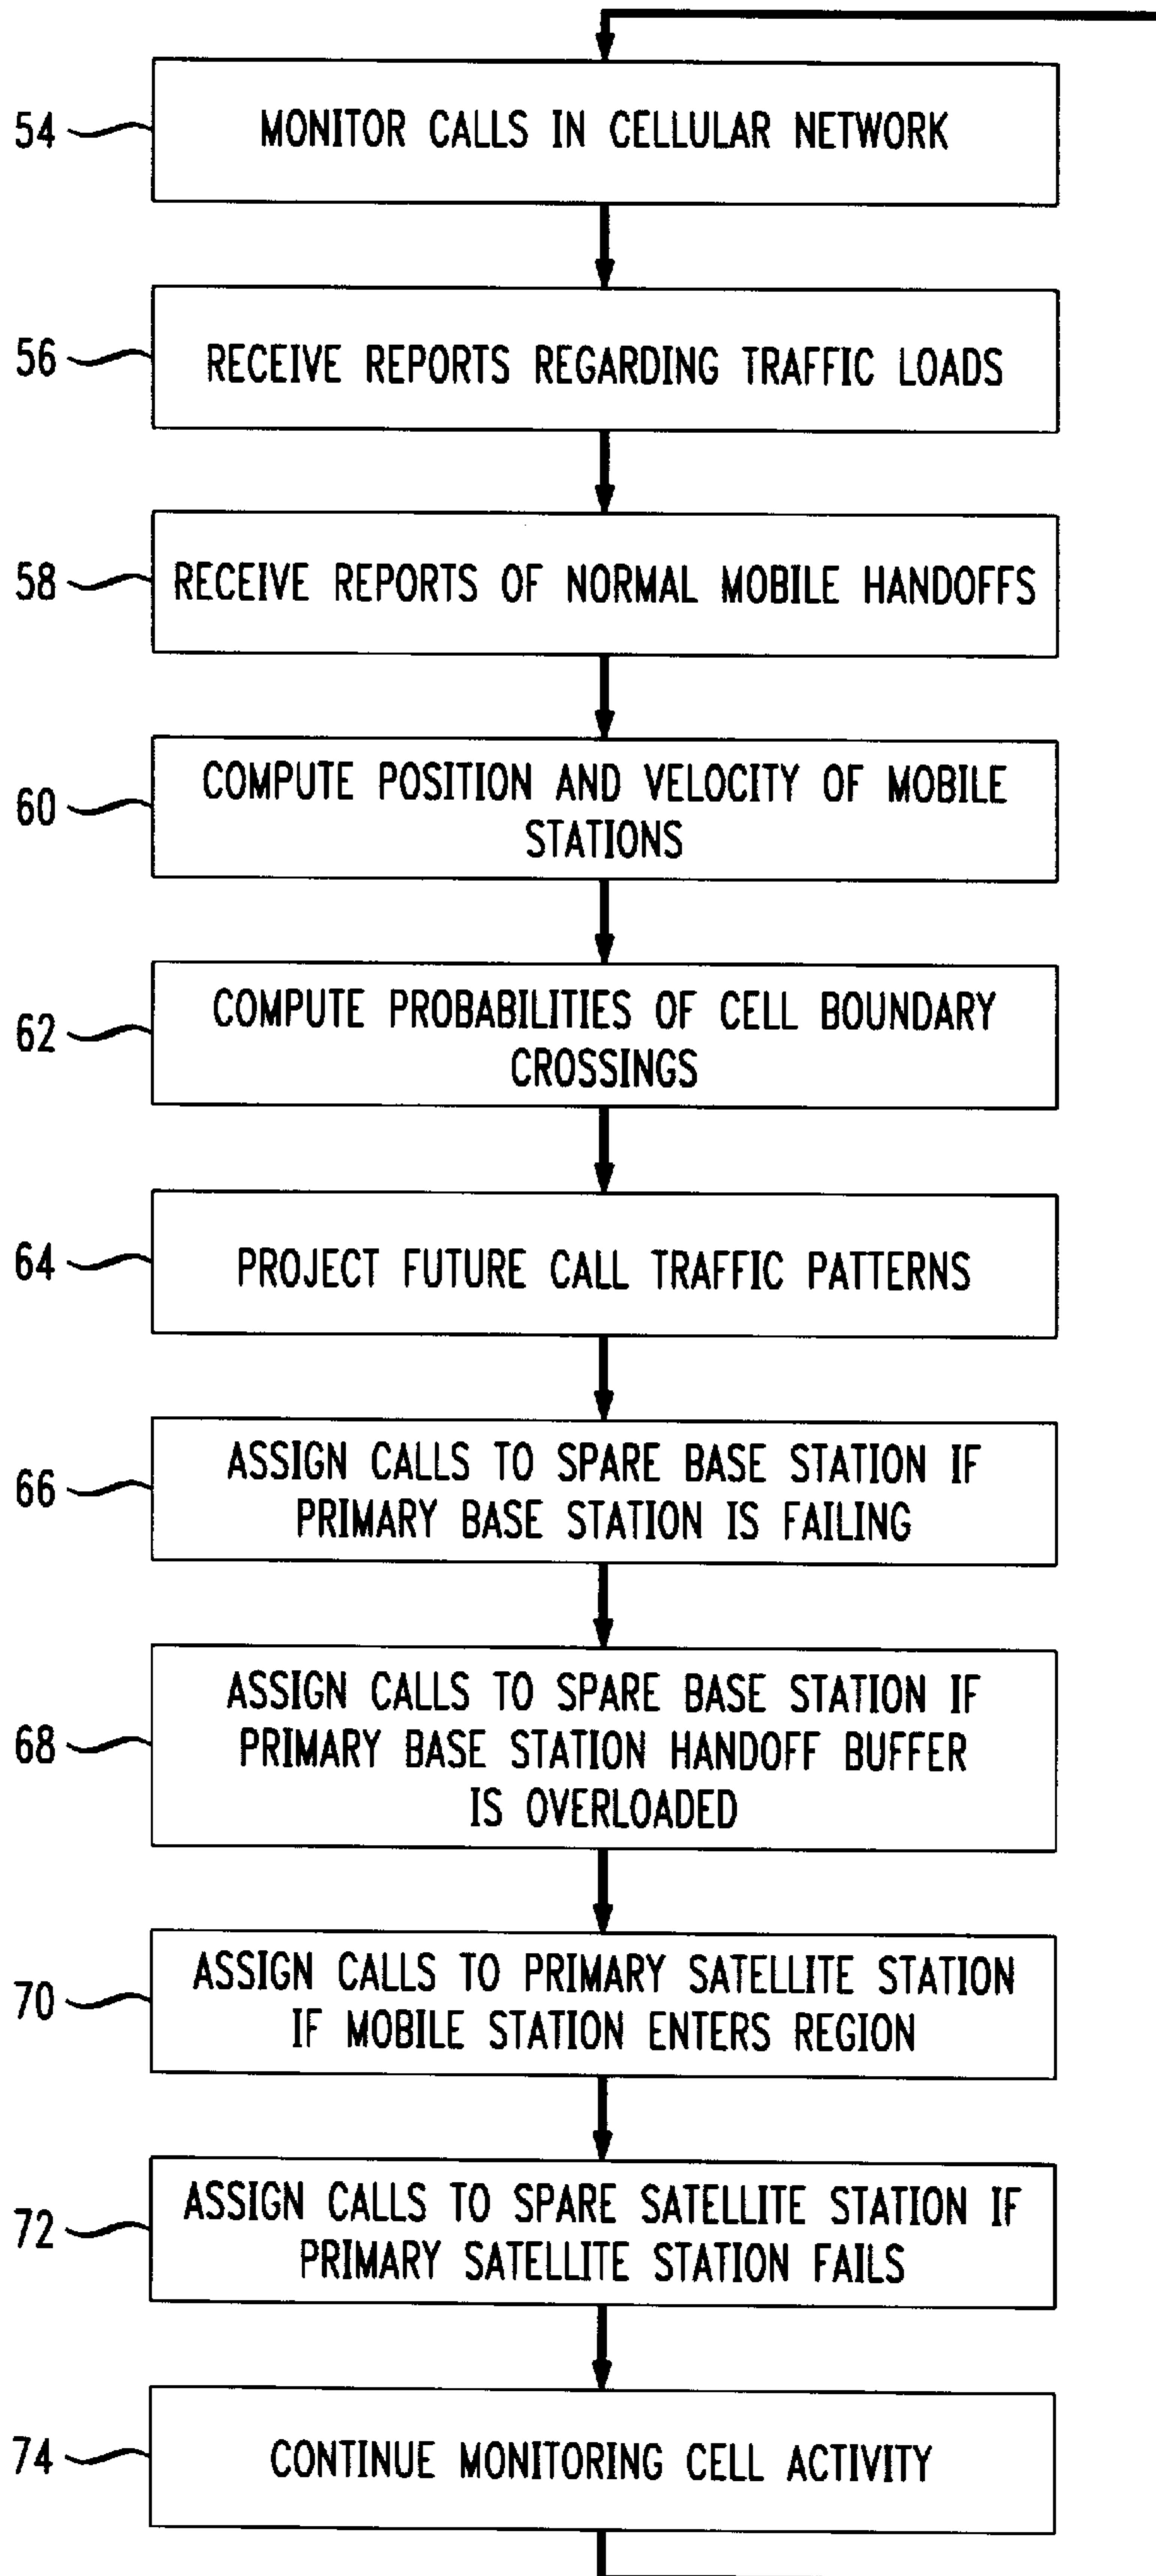 54
MONITOR CALLS IN CELLULAR NETWORK
56
RECEIVE REPORTS REGARDING TRAFFIC LOADS
58
RECEIVE REPORTS OF NORMAL MOBILE HANDOFFS
60
COMPUTE POSITION AND VELOCITY OF MOBILE
STATIONS
62
COMPUTE PROBABILITIES OF CELL BOUNDARY
CROSSINGS
64
PROJECT FUTURE CALL TRAFFIC PATTERNS
66
ASSIGN CALLS TO SPARE BASE STATION IF
PRIMARY BASE STATION IS FAILING
68
ASSIGN CALLS TO SPARE BASE STATION IF
PRIMARY BASE STATION HANDOFF BUFFER
IS OVERLOADED
70
ASSIGN CALLS TO PRIMARY SATELLITE STATION
IF MOBILE STATION ENTERS REGION
72
ASSIGN CALLS TO SPARE SATELLITE STATION IF
PRIMARY SATELLITE STATION FAILS
74
CONTINUE MONITORING CELL ACTIVITY